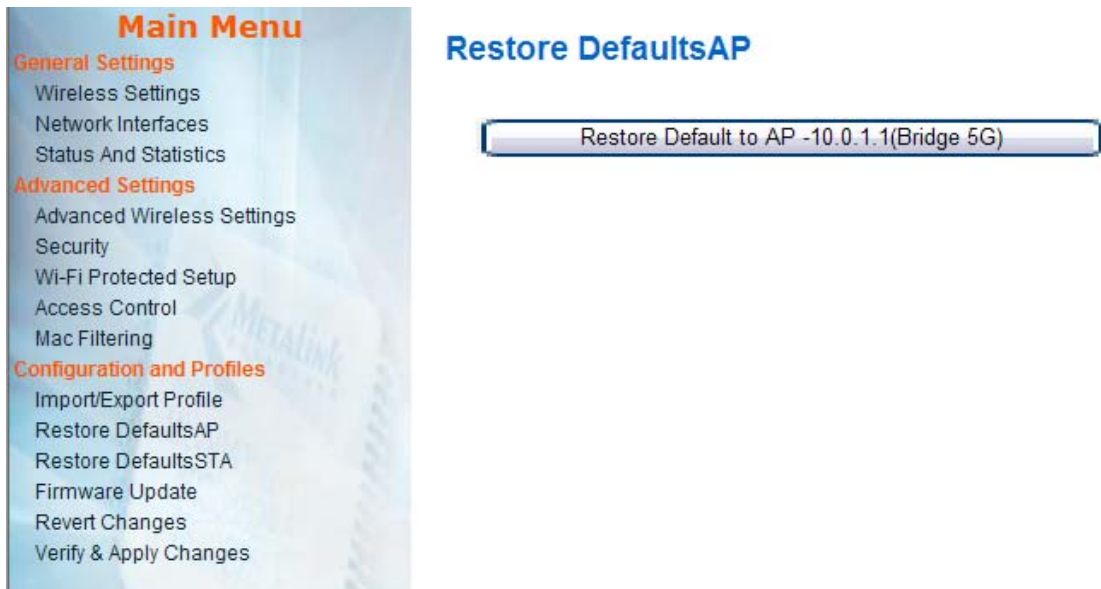 Main Menu
General Settings
Wireless Settings
Network Interfaces
Status And Statistics
Advanced Settings
Advanced Wireless Settings
Security
Wi-Fi Protected Setup
Access Control
Mac Filtering
Configuration and Profiles
Import/Export Profile
Restore DefaultsAP
Restore DefaultsSTA
Firmware Update
Revert Changes
Verify & Apply Changes
METALINK
Restore DefaultsAP
Restore Default to AP -10.0.1.1(Bridge 5G)